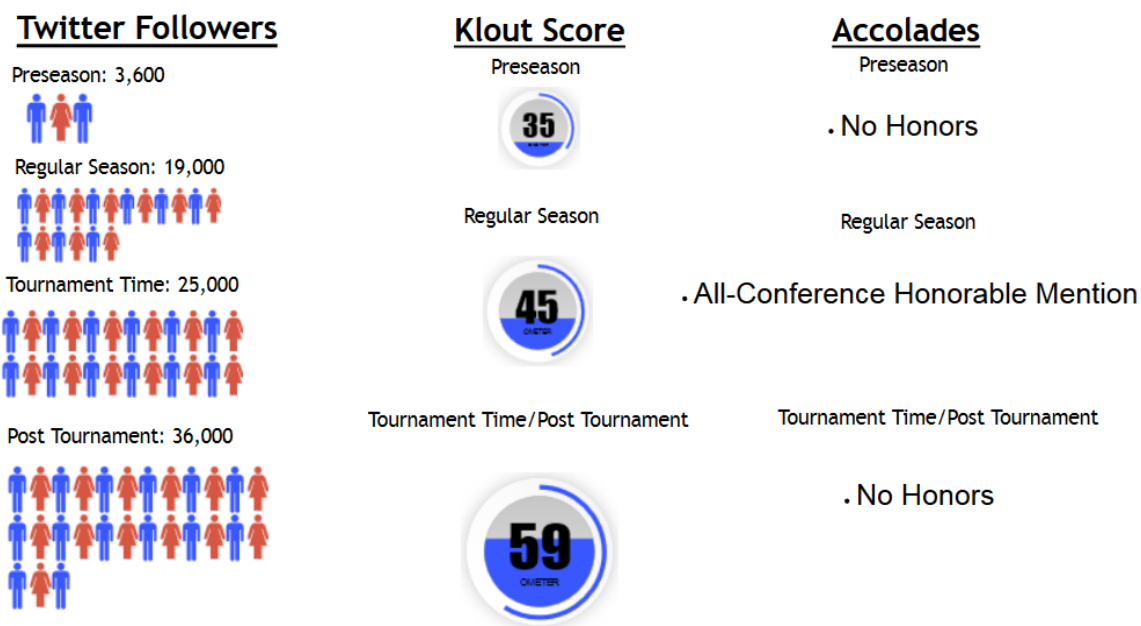 Twitter Followers
Preseason: 3,600
Regular Season: 19,000
Tournament Time: 25,000
Post Tournament: 36,000
Klout Score
Preseason
35
Regular Season
45
OMETER
Tournament Time/Post Tournament
59
OMETER
Accolades
Preseason
• No Honors
Regular Season
• All-Conference Honorable Mention
Tournament Time/Post Tournament
• No Honors